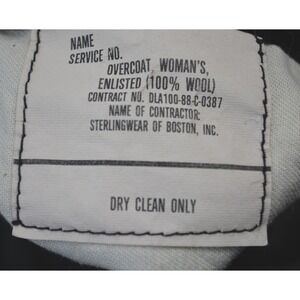 NAME
SERVICE NO.
OVERCOAT, WOMAN'S,
ENLISTED (100% WOOL)
CONTRACT NO. DLA100-88-C-0387
NAME OF CONTRACTOR:
STERLINGWEAR OF BOSTON, INC.
DRY CLEAN ONLY